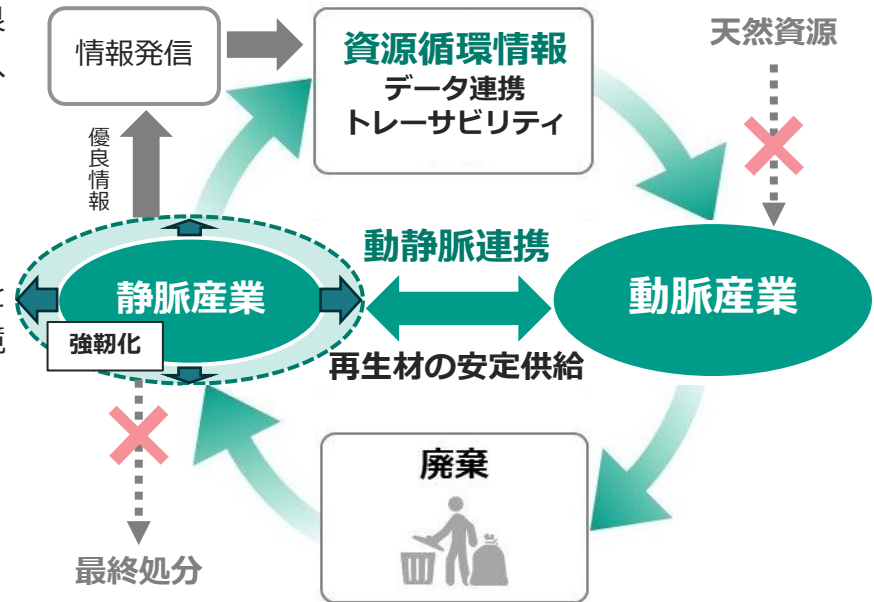 情報発信
資源循環情報
データ連携
トレーサビリティ
天然資源
優良情報
動静脈連携
静脈産業
動脈産業
強靭化
再生材の安定供給
廃棄
最終処分